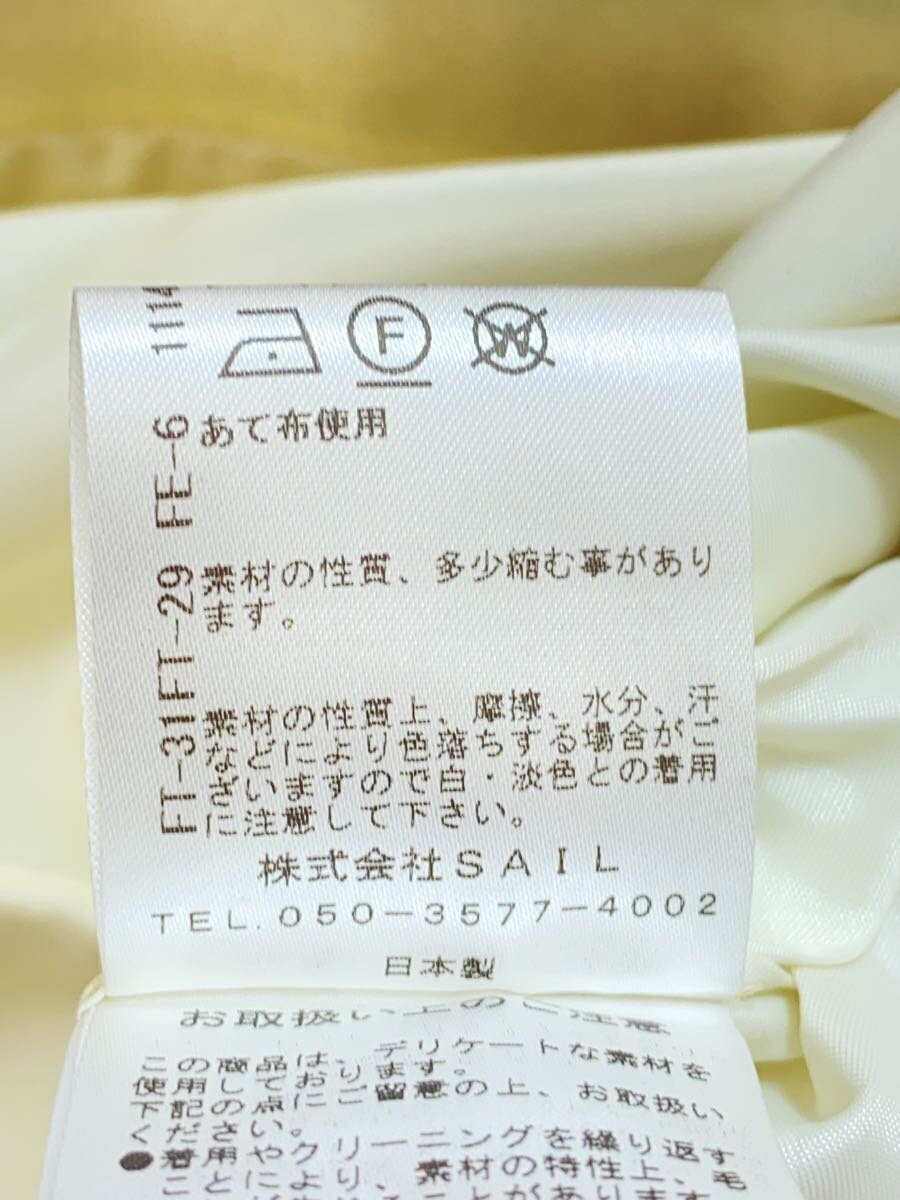 1114
FE-6
FT-31FT-29
F
W
あて布使用
素材の性質、多少縮む事があり
ます。
素材の性質上、摩擦、水分、汗
などにより色落ちする場合がご
ざいますので白・淡色との着用
に注意して下さい。
株式会社SAIL
TEL.050-3577-4002
日本製
お取扱い上のご注意
この商品は、デリケートな素材を
使用しております。
下記の点にご留意の上、お取扱い
ください。
●着用やクリーニングを繰り返す
ことにより、素材の特性上、毛